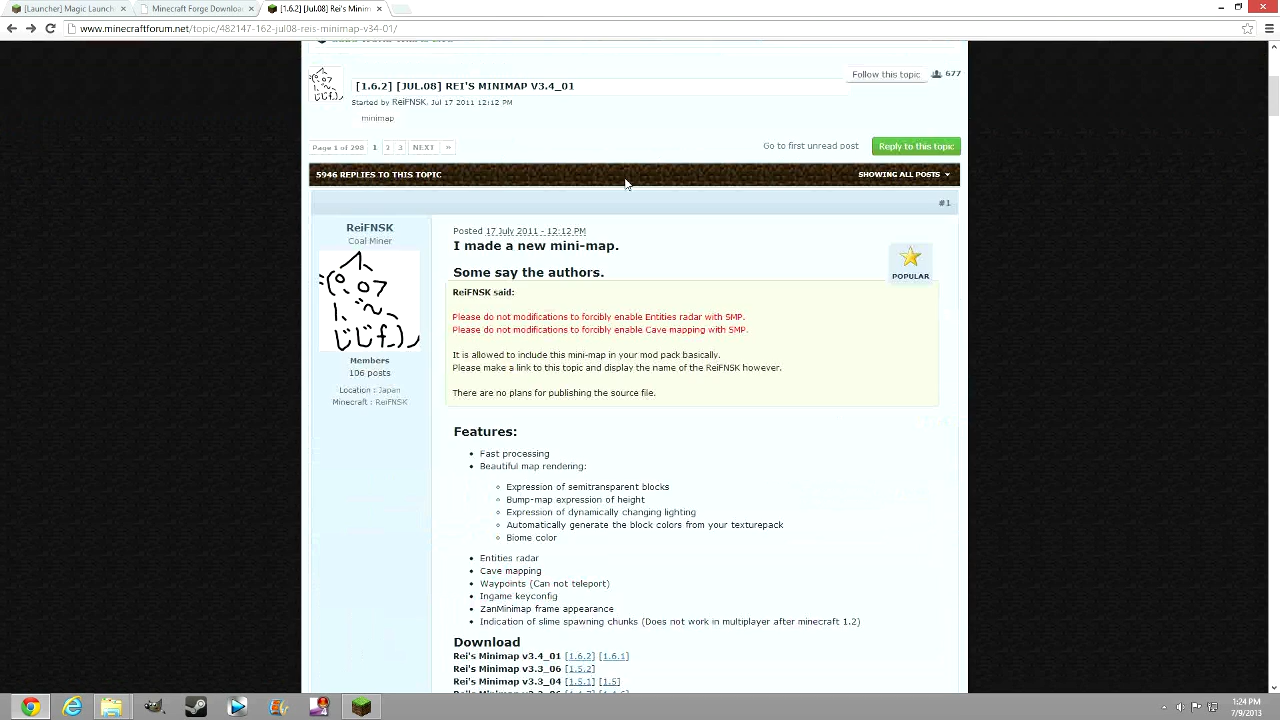 [Launcher] Magic Launch
Minecraft Forge Downloa
[1.6.2] [Jul.08] Rei's Minim
www.minecraftforum.net/topic/482147-162-jul08-reis-minimap-v34-01/
[1.6.2] [JUL.08] REI'S MINIMAP V3.4_01
Follow this topic 677
Started by ReiFNSK, Jul 17 2011 12:12 PM
minimap
Page 1 of 298 1 2 3 NEXT »
Go to first unread post
Reply to this topic
5946 REPLIES TO THIS TOPIC
SHOWING ALL POSTS
#1
ReiFNSK
Coal Miner
Members
106 posts
Location : Japan
Minecraft : ReiFNSK
Posted 17 July 2011 - 12:12 PM
I made a new mini-map.
POPULAR
Some say the authors.
ReiFNSK said:
Please do not modifications to forcibly enable Entities radar with SMP.
Please do not modifications to forcibly enable Cave mapping with SMP.
It is allowed to include this mini-map in your mod pack basically.
Please make a link to this topic and display the name of the ReiFNSK however.
There are no plans for publishing the source file.
Features:
Fast processing
Beautiful map rendering:
Expression of semitransparent blocks
Bump-map expression of height
Expression of dynamically changing lighting
Automatically generate the block colors from your texturepack
Biome color
Entities radar
Cave mapping
Waypoints (Can not teleport)
Ingame keyconfig
ZanMinimap frame appearance
Indication of slime spawning chunks (Does not work in multiplayer after minecraft 1.2)
Download
Rei's Minimap v3.4_01 [1.6.2] [1.6.1]
Rei's Minimap v3.3_06 [1.5.2]
Rei's Minimap v3.3_04 [1.5.1] [1.5]
1:24 PM
7/9/2013